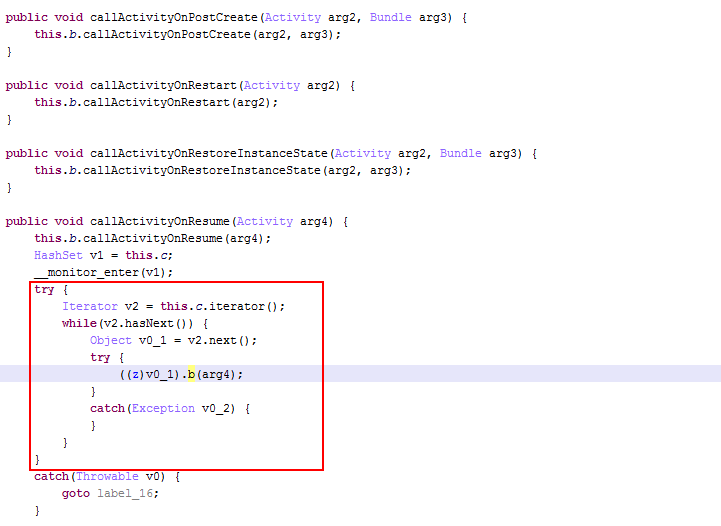 public void callActivityOnPostCreate(Activity arg2, Bundle arg3) {
    this.b.callActivityOnPostCreate(arg2, arg3);
}

public void callActivityOnRestart(Activity arg2) {
    this.b.callActivityOnRestart(arg2);
}

public void callActivityOnRestoreInstanceState(Activity arg2, Bundle arg3) {
    this.b.callActivityOnRestoreInstanceState(arg2, arg3);
}

public void callActivityOnResume(Activity arg4) {
    this.b.callActivityOnResume(arg4);
    HashSet v1 = this.c;
    __monitor_enter(v1);
    try {
        Iterator v2 = this.c.iterator();
        while(v2.hasNext()) {
            Object v0_1 = v2.next();
            try {
                ((z)v0_1).b(arg4);
            }
            catch(Exception v0_2) {
            }
        }
    }
    catch(Throwable v0) {
        goto label_16;
    }